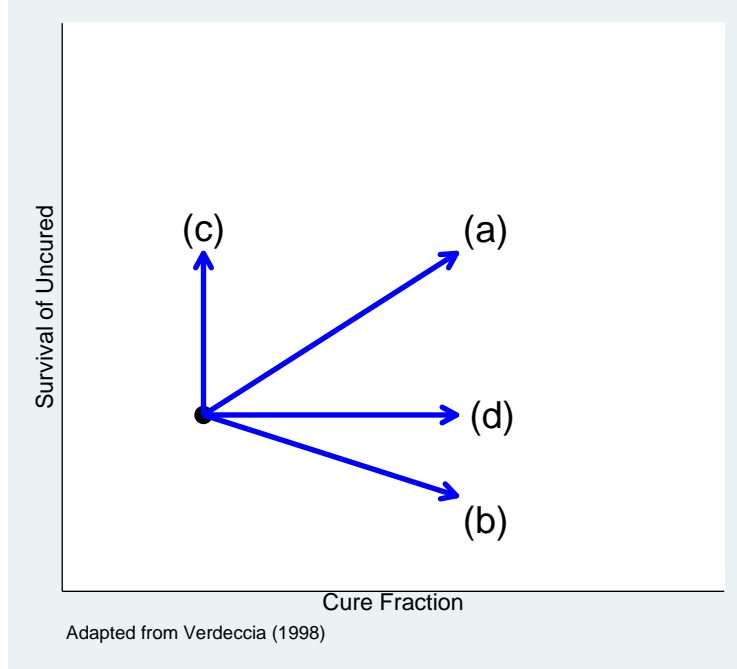 (c)
(a)
Survival of Uncured
(d)
(b)
Cure Fraction
Adapted from Verdeccia (1998)